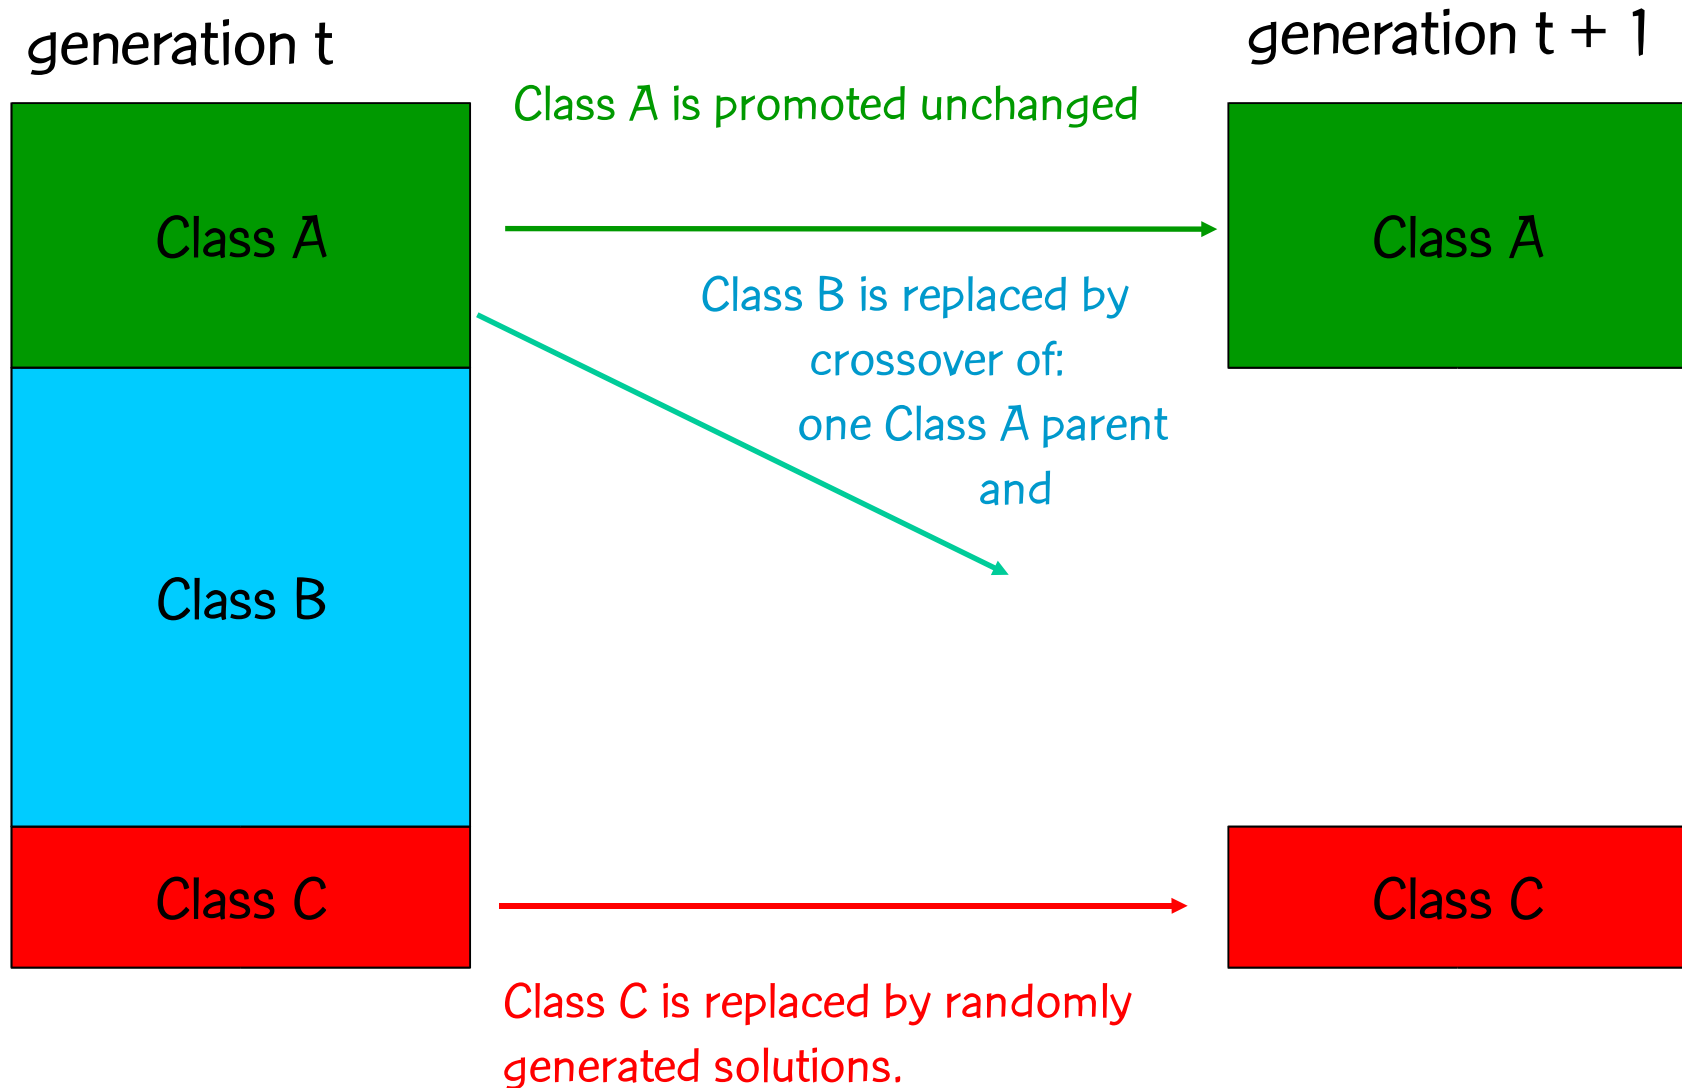 generation t
generation t + 1
Class A is promoted unchanged
Class A
Class A
Class B is replaced by
crossover of:
one Class A parent
and
Class B
Class C
Class C
Class C is replaced by randomly
generated solutions.